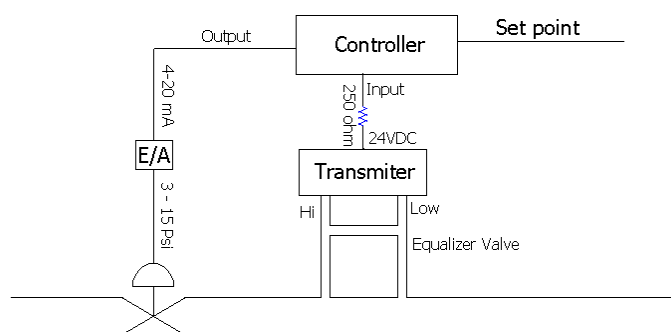 Output
Controller
Set point
4-20 mA
250 ohm
Input
24VDC
E/A
Transmiter
3 - 15 Psi
Hi
Low
Equalizer Valve